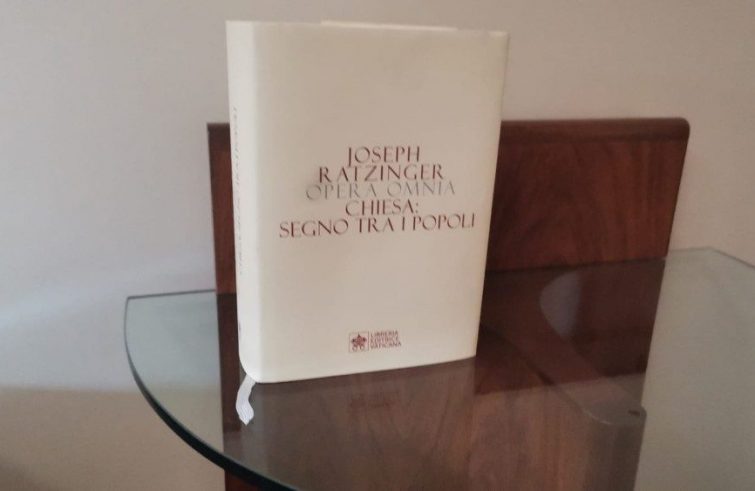 JOSEPH
RATZINGER
OPERA OMNIA
CHIESA:
SEGNO TRA I POPOLI
LIBRERIA
EDITRICE
VATICANA